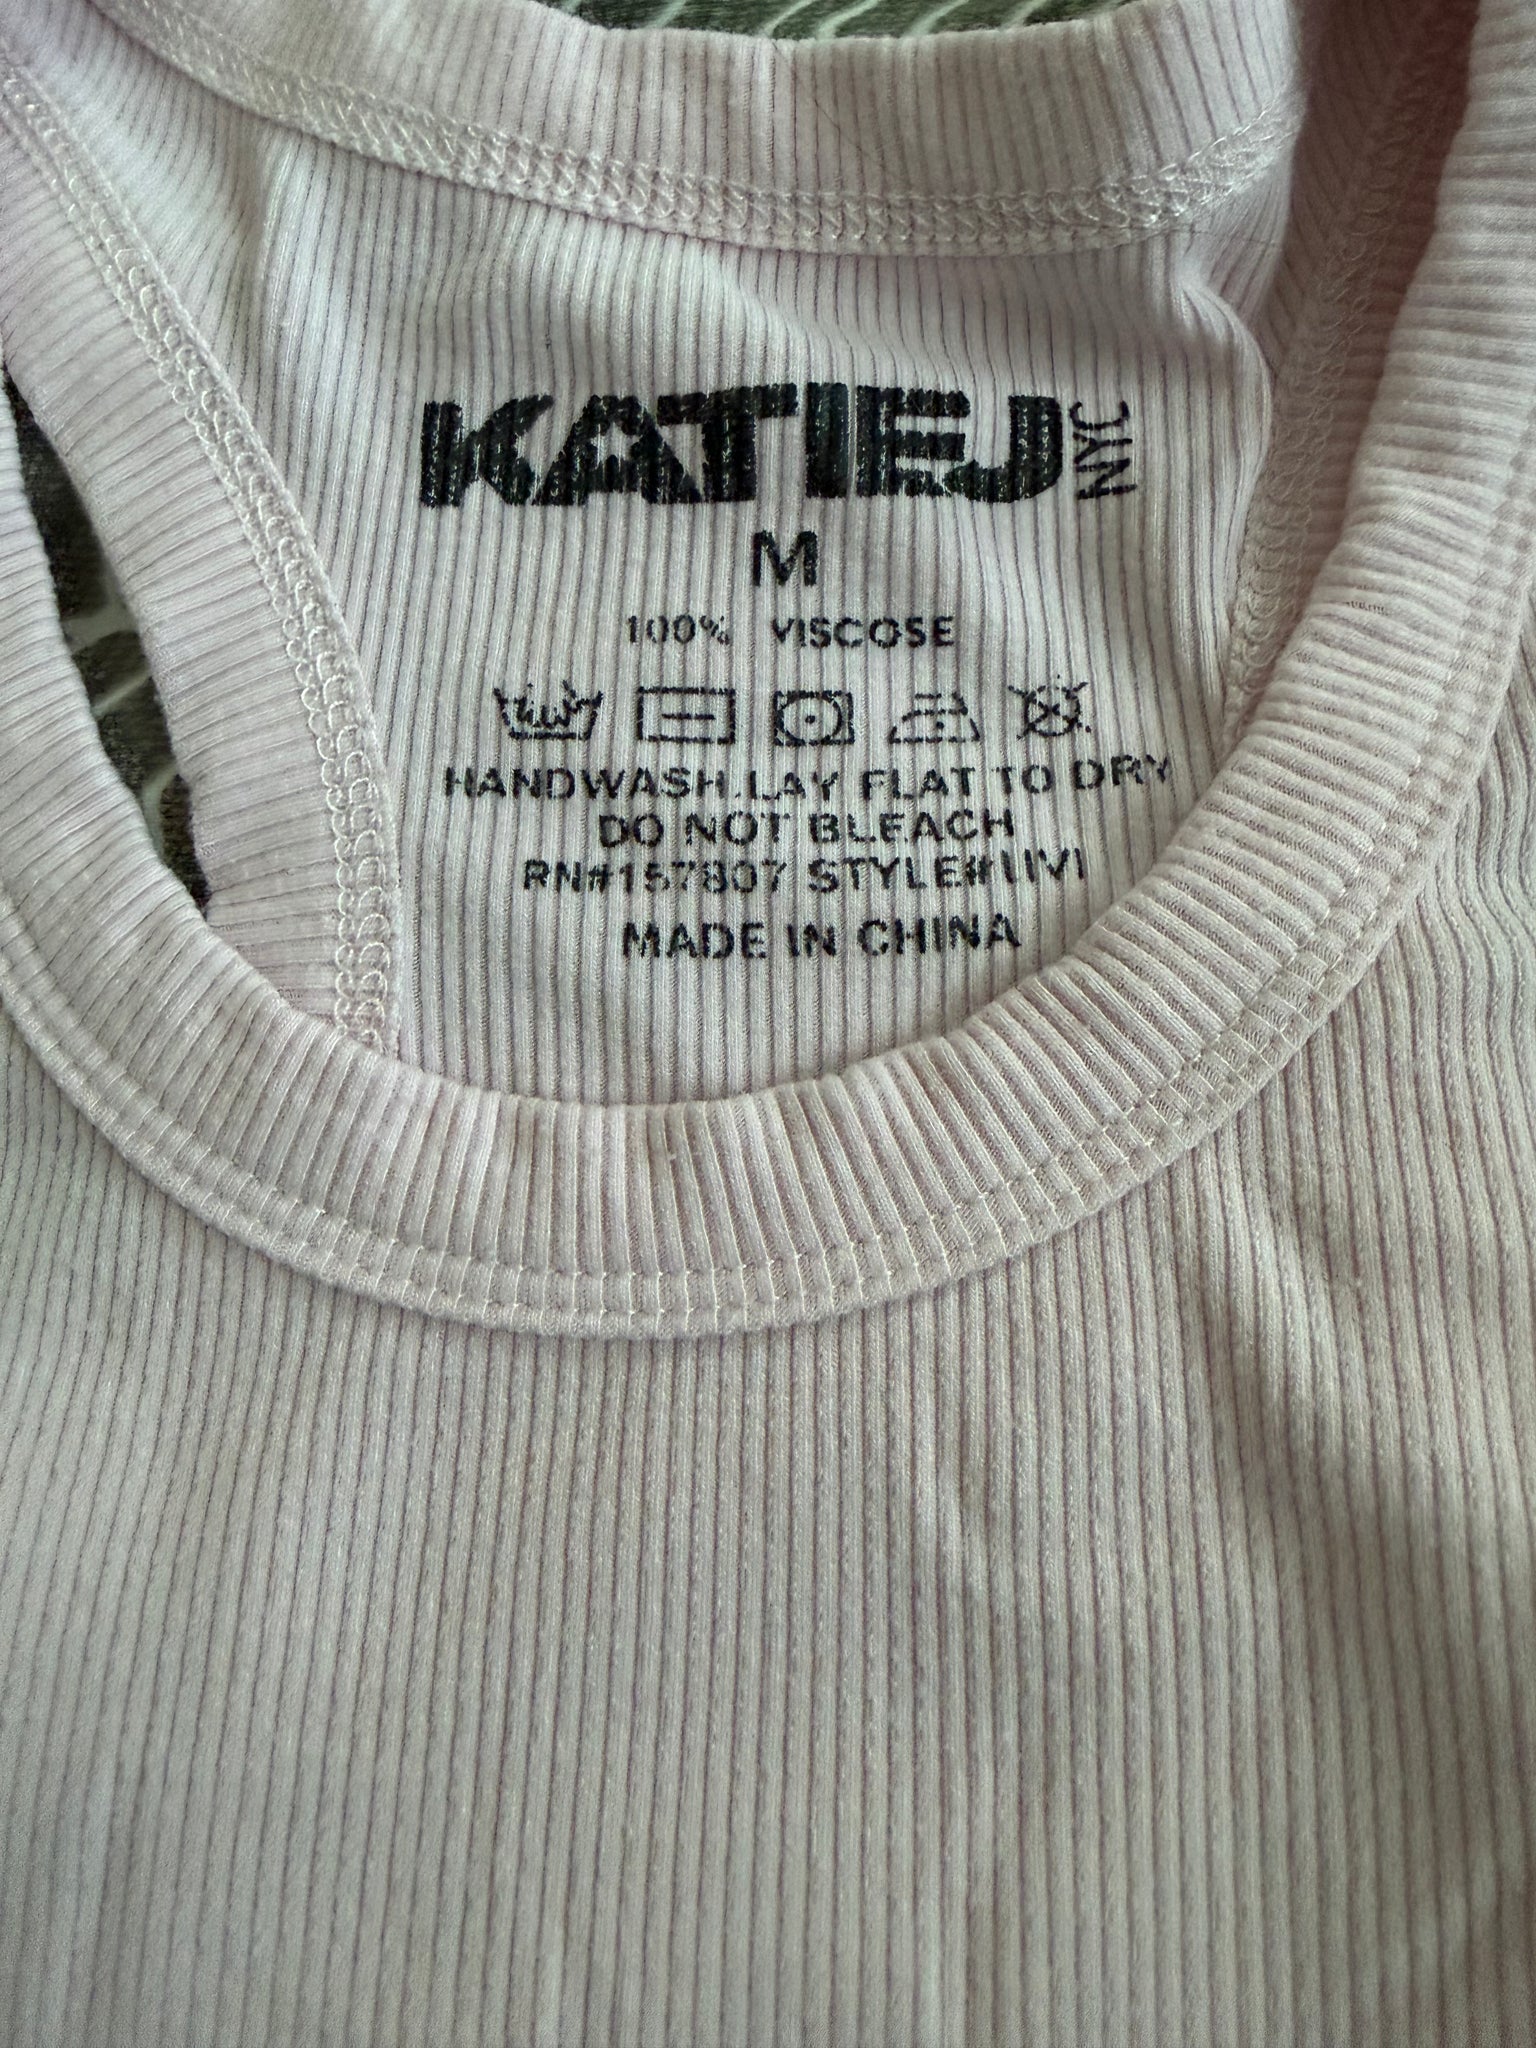 KATIEJ NYC
M
100% VISCOSE
HANDWASH.LAY FLAT TO DRY
DO NOT BLEACH
RN#157807 STYLE#LIVI
MADE IN CHINA